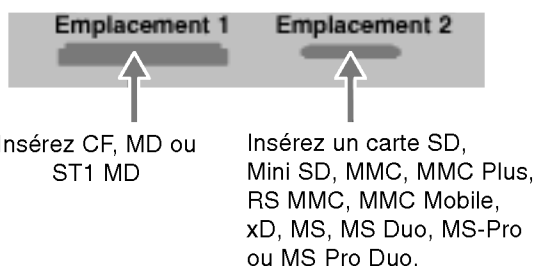 Emplacement 1 Emplacement 2
Insérez CF, MD ou
ST1 MD
Insérez un carte SD,
Mini SD, MMC, MMC Plus,
RS MMC, MMC Mobile,
xD, MS, MS Duo, MS-Pro
ou MS Pro Duo.